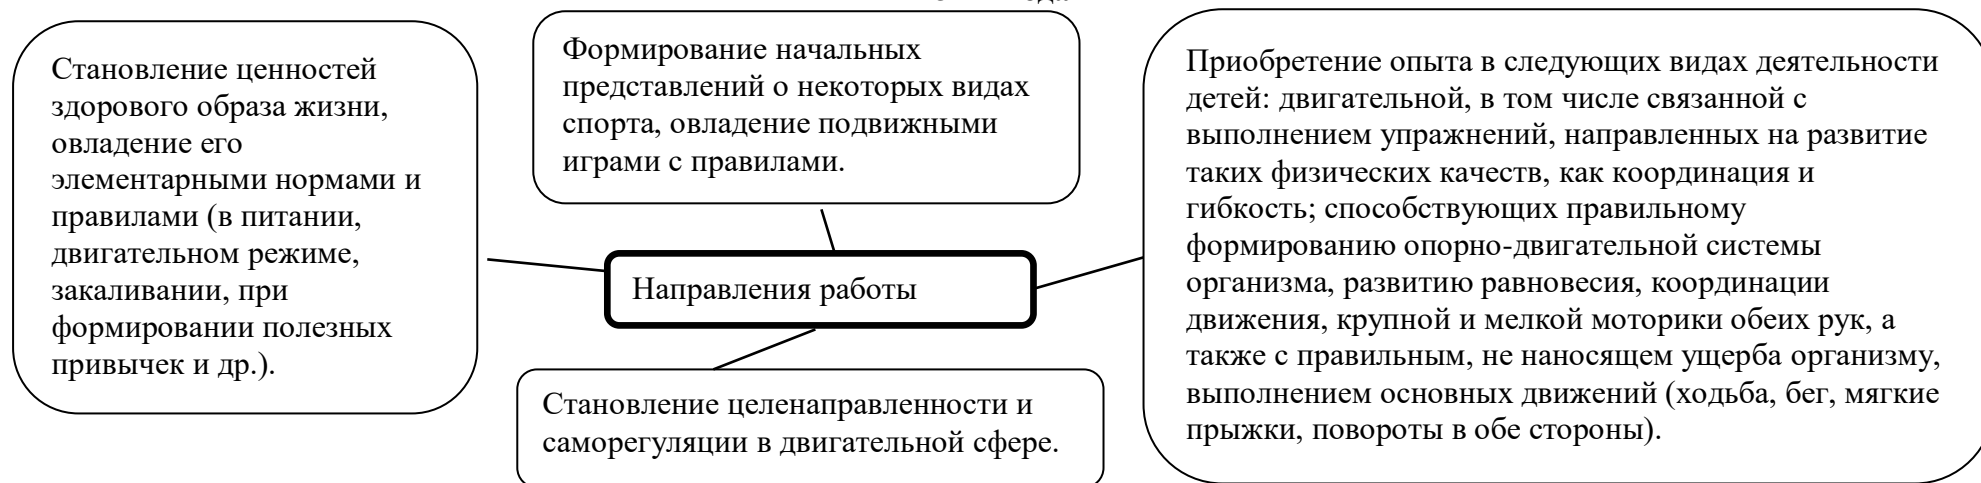 Становление ценностей
здорового образа жизни,
овладение его
элементарными нормами и
правилами (в питании,
двигательном режиме,
закаливании, при
формировании полезных
привычек и др.).
Формирование начальных
представлений о некоторых видах
спорта, овладение подвижными
играми с правилами.
Приобретение опыта в следующих видах деятельности
детей: двигательной, в том числе связанной с
выполнением упражнений, направленных на развитие
таких физических качеств, как координация и
гибкость; способствующих правильному
формированию опорно-двигательной системы
организма, развитию равновесия, координации
движения, крупной и мелкой моторики обеих рук, а
также с правильным, не наносящем ущерба организму,
выполнением основных движений (ходьба, бег, мягкие
прыжки, повороты в обе стороны).
Направления работы
Становление целенаправленности и
саморегуляции в двигательной сфере.